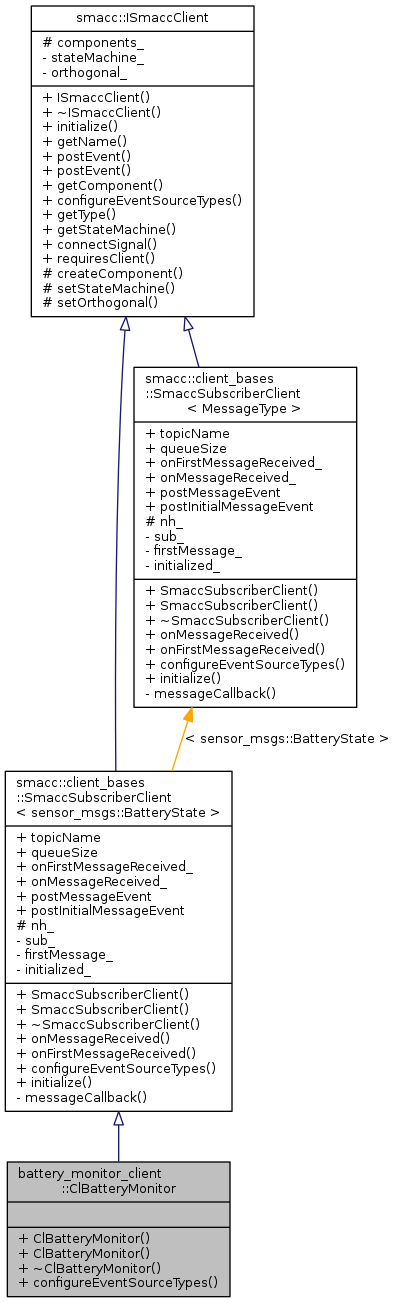 smacc::ISmaccClient
# components_
- stateMachine_
- orthogonal_
+ ISmaccClient()
+ ~ISmaccClient()
+ initialize()
+ getName()
+ postEvent()
+ postEvent()
+ getComponent()
+ configureEventSourceTypes()
+ getType()
+ getStateMachine()
+ connectSignal()
+ requiresClient()
# createComponent()
# setStateMachine()
# setOrthogonal()
smacc::client_bases
::SmaccSubscriberClient
< MessageType >
+ topicName
+ queueSize
+ onFirstMessageReceived_
+ onMessageReceived_
+ postMessageEvent
+ postInitialMessageEvent
# nh_
- sub_
- firstMessage_
- initialized_
+ SmaccSubscriberClient()
+ SmaccSubscriberClient()
+ ~SmaccSubscriberClient()
+ onMessageReceived()
+ onFirstMessageReceived()
+ configureEventSourceTypes()
+ initialize()
- messageCallback()
< sensor_msgs::BatteryState >
smacc::client_bases
::SmaccSubscriberClient
< sensor_msgs::BatteryState >
+ topicName
+ queueSize
+ onFirstMessageReceived_
+ onMessageReceived_
+ postMessageEvent
+ postInitialMessageEvent
# nh_
- sub_
- firstMessage_
- initialized_
+ SmaccSubscriberClient()
+ SmaccSubscriberClient()
+ ~SmaccSubscriberClient()
+ onMessageReceived()
+ onFirstMessageReceived()
+ configureEventSourceTypes()
+ initialize()
- messageCallback()
battery_monitor_client
::ClBatteryMonitor
+ ClBatteryMonitor()
+ ClBatteryMonitor()
+ ~ClBatteryMonitor()
+ configureEventSourceTypes()